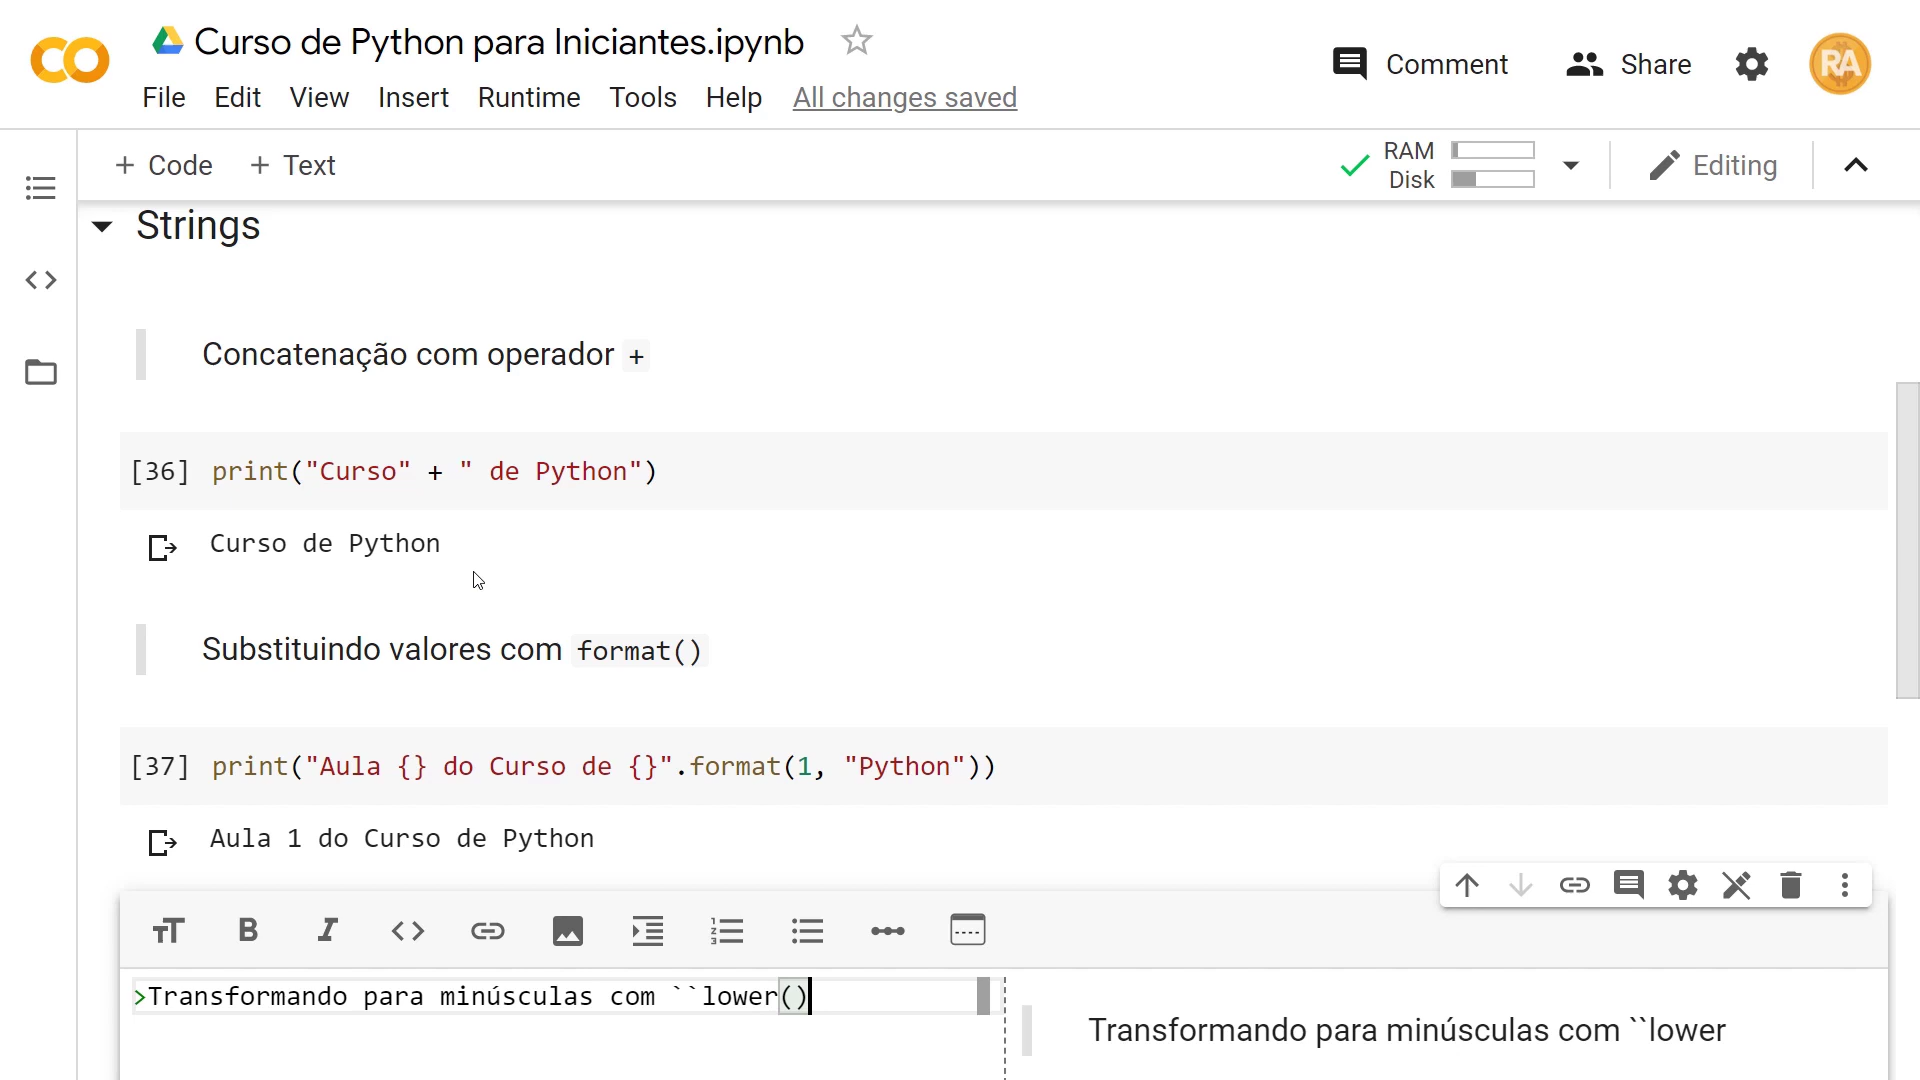 Curso de Python para Iniciantes.ipynb
File Edit View Insert Runtime Tools Help All changes saved
Comment
Share
RA
+ Code + Text
RAM
Disk
Editing
Strings
Concatenação com operador +
[36] print("Curso" + " de Python")
Curso de Python
Substituindo valores com format()
[37] print("Aula {} do Curso de {}".format(1, "Python"))
Aula 1 do Curso de Python
>Transformando para minúsculas com ``lower()
Transformando para minúsculas com ``lower